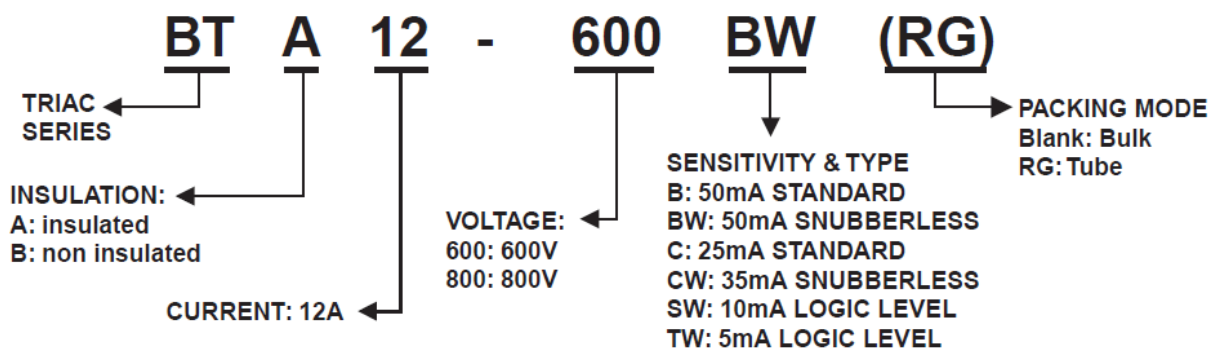 BT A 12 - 600 BW (RG)
TRIAC
SERIES
INSULATION:
A: insulated
B: non insulated
CURRENT: 12A
VOLTAGE:
600: 600V
800: 800V
SENSITIVITY & TYPE
B: 50mA STANDARD
BW: 50mA SNUBBERLESS
C: 25mA STANDARD
CW: 35mA SNUBBERLESS
SW: 10mA LOGIC LEVEL
TW: 5mA LOGIC LEVEL
PACKING MODE
Blank: Bulk
RG: Tube